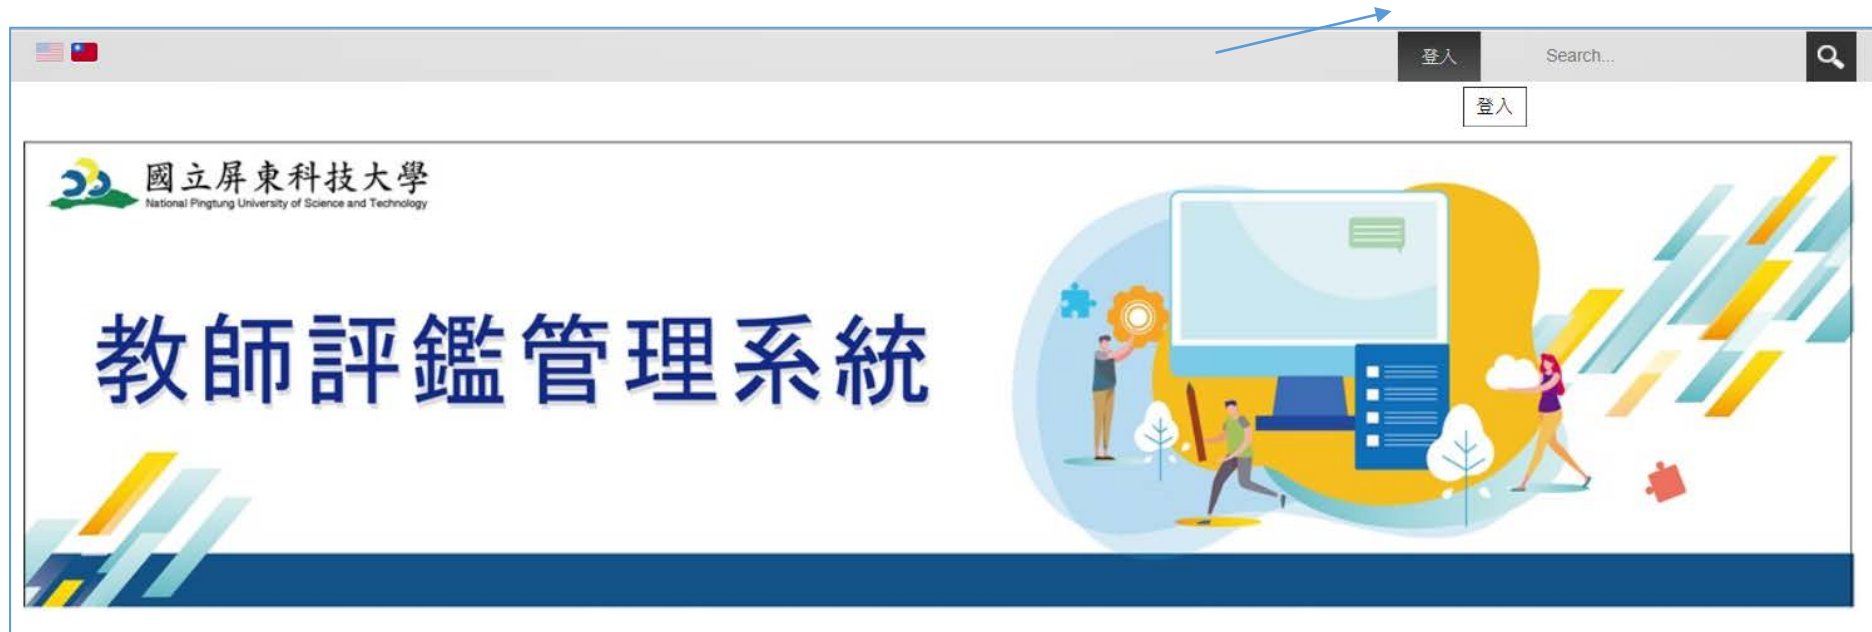 登入
Search...
登入
國立屏東科技大學
National Pingtung University of Science and Technology
教師評鑑管理系統